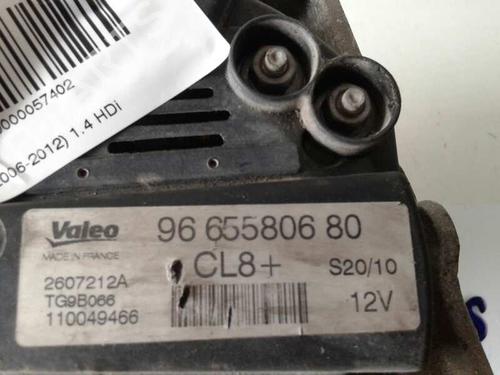 0000057402
2006-2012) 1.4 HDi
Valeo
MADE IN FRANCE
96 655806 80
CL8+
S20/10
2607212A
TG9B066
110049466
12V